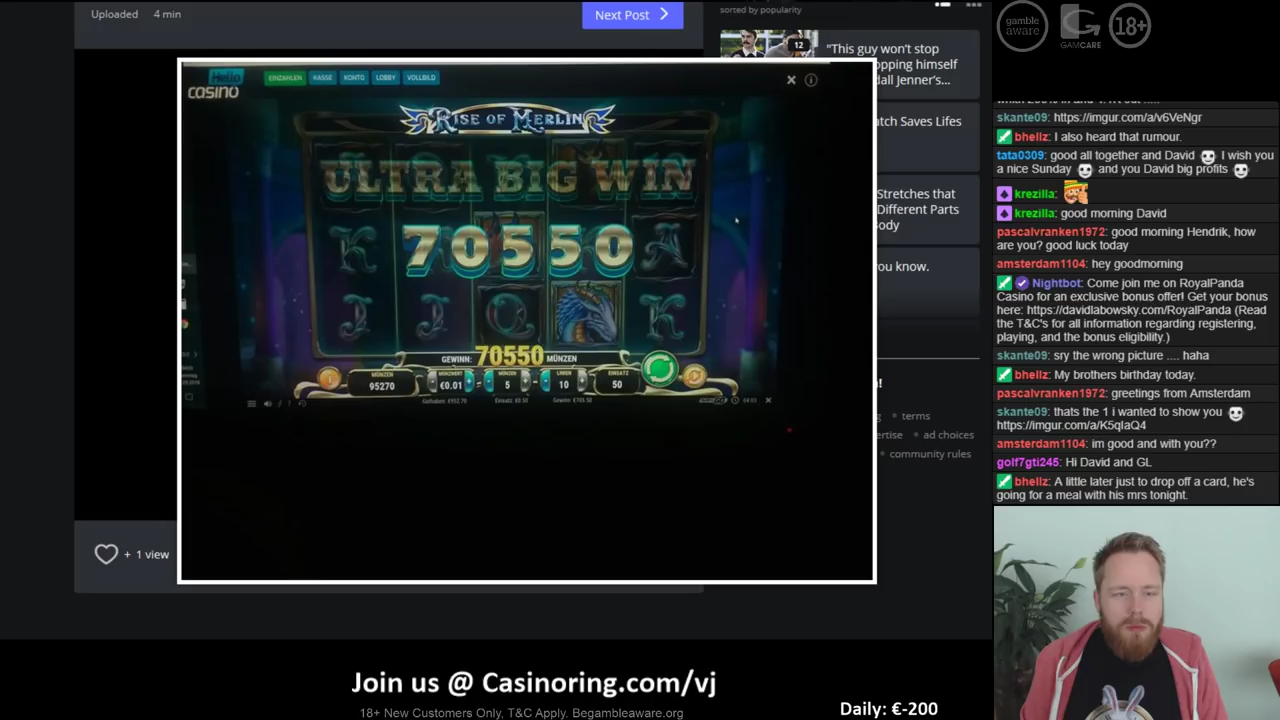 Uploaded 4 min
Next Post
sorted by popularity
12
"This guy won't stop
opping himself
dall Jenner's...
atch Saves Lifes
Stretches that
Different Parts
ody
ou know.
Hello
casino
EINZAHLEN KASSE KONTO LOBBY VOLLBILD
RISE OF MERLIN
ULTRA BIG WIN
70550
K A
J J Q K
GEWINN: 70550 MÜNZEN
MÜNZEN MÜNZWERT MÜNZEN LINIEN EINSATZ
95270 €0.01 5 10 50
terms
ertise • ad choices
community rules
+ 1 view
gamble
aware
GAMCARE
18+
skante09: https://imgur.com/a/v6VeNgr
bhellz: I also heard that rumour.
tata0309: good all together and David I wish you
a nice Sunday and you David big profits
krezilla:
krezilla: good morning David
pascalvranken1972: good morning Hendrik, how
are you? good luck today
amsterdam1104: hey goodmorning
Nightbot: Come join me on RoyalPanda
Casino for an exclusive bonus offer! Get your bonus
here: https://davidlabowsky.com/RoyalPanda (Read
the T&C's for all information regarding registering,
playing, and the bonus eligibility.)
skante09: sry the wrong picture .... haha
bhellz: My brothers birthday today.
pascalvranken1972: greetings from Amsterdam
skante09: thats the 1 i wanted to show you
https://imgur.com/a/K5qIaQ4
amsterdam1104: im good and with you??
golf7gti245: Hi David and GL
bhellz: A little later just to drop off a card, he's
going for a meal with his mrs tonight.
Join us @ Casinoring.com/vj
18+ New Customers Only, T&C Apply. Begambleaware.org
Daily: €-200